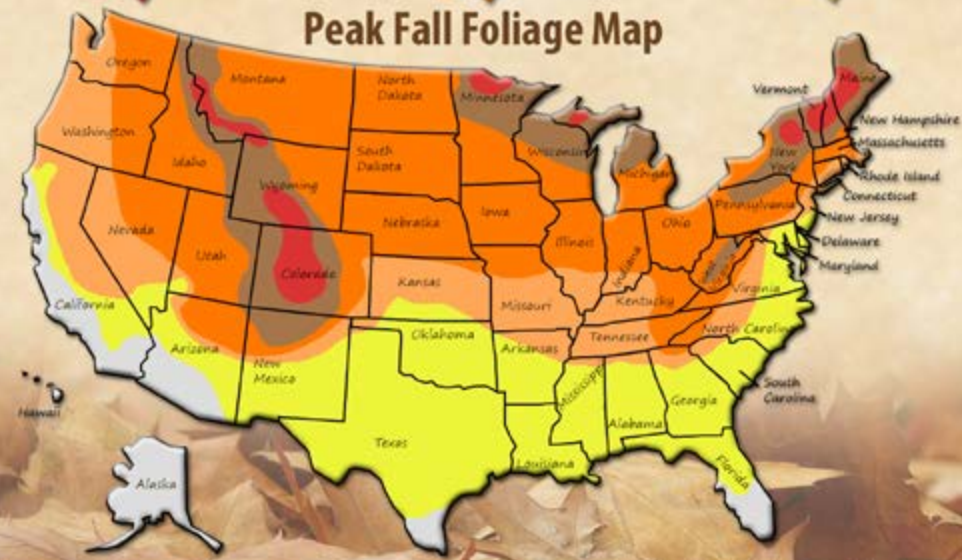 Peak Fall Foliage Map
Oregon
Washington
Idaho
Montana
North
Dakota
South
Dakota
Minnesota
Wisconsin
Michigan
Wyoming
Nebraska
Iowa
Nevada
Utah
Colorado
Kansas
Missouri
Illinois
Indiana
Ohio
Kentucky
West
Virginia
Pennsylvania
New
York
Vermont
Maine
New Hampshire
Massachusetts
Rhode Island
Connecticut
New Jersey
Delaware
Maryland
Virginia
North Carolina
South
Carolina
Tennessee
California
Arizona
New
Mexico
Oklahoma
Arkansas
Texas
Louisiana
Mississippi
Alabama
Georgia
Florida
Hawaii
Alaska